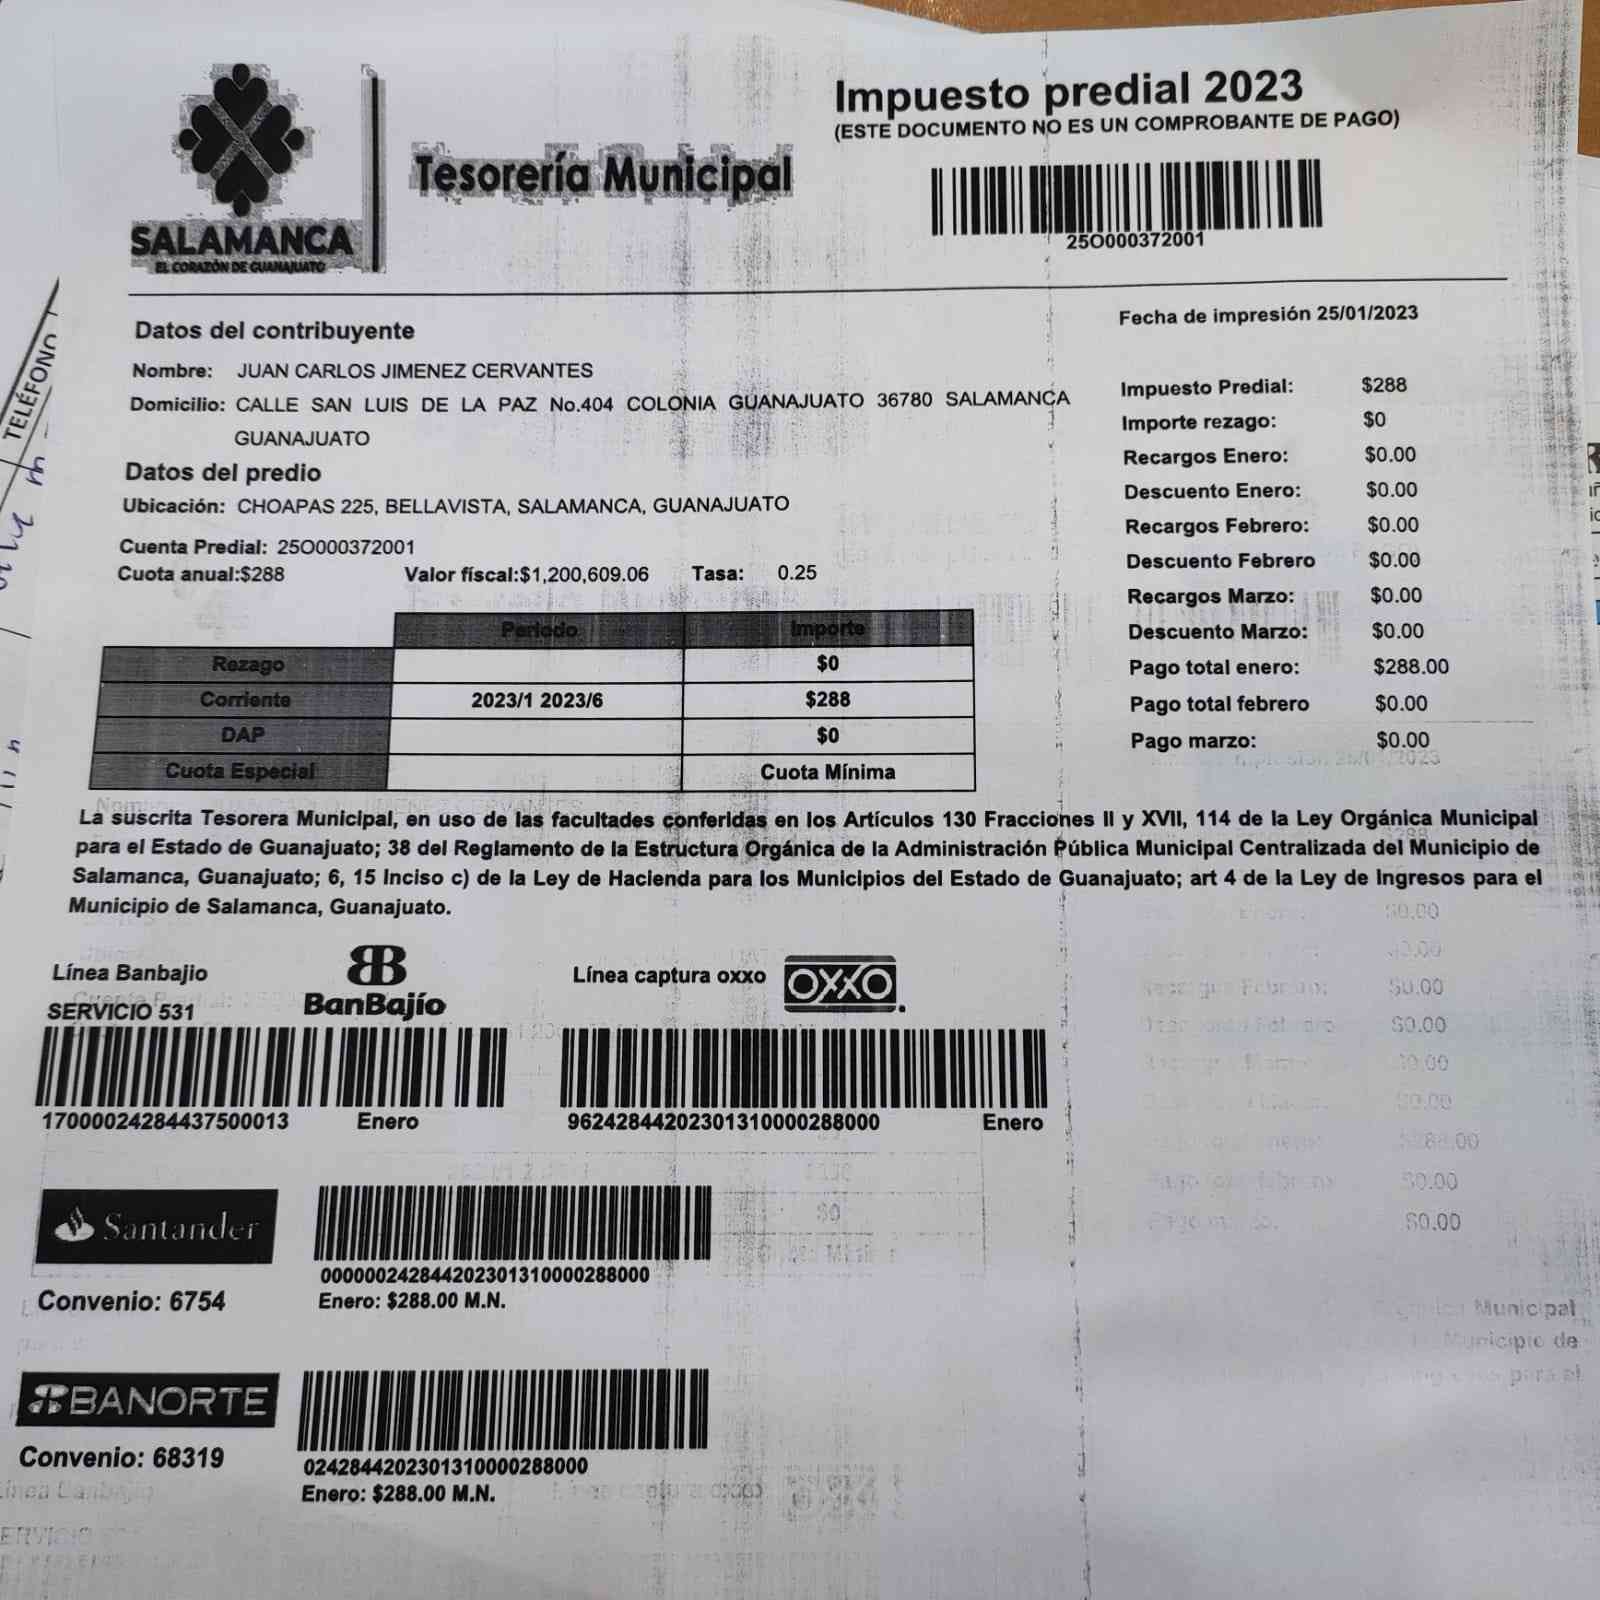 Impuesto predial 2023
(ESTE DOCUMENTO NO ES UN COMPROBANTE DE PAGO)
SALAMANCA
EL CORAZÓN DE GUANAJUATO
Tesorería Municipal
25O000372001
Fecha de impresión 25/01/2023
Datos del contribuyente
Nombre: JUAN CARLOS JIMENEZ CERVANTES
Domicilio: CALLE SAN LUIS DE LA PAZ No.404 COLONIA GUANAJUATO 36780 SALAMANCA
GUANAJUATO
Datos del predio
Ubicación: CHOAPAS 225, BELLAVISTA, SALAMANCA, GUANAJUATO
Cuenta Predial: 25O000372001
Cuota anual:$288 Valor físcal:$1,200,609.06 Tasa: 0.25
Impuesto Predial: $288
Importe rezago: $0
Recargos Enero: $0.00
Descuento Enero: $0.00
Recargos Febrero: $0.00
Descuento Febrero $0.00
Recargos Marzo: $0.00
Descuento Marzo: $0.00
Pago total enero: $288.00
Pago total febrero $0.00
Pago marzo: $0.00
Periodo Importe
Rezago $0
Corriente 2023/1 2023/6 $288
DAP $0
Cuota Especial Cuota Mínima
La suscrita Tesorera Municipal, en uso de las facultades conferidas en los Artículos 130 Fracciones II y XVII, 114 de la Ley Orgánica Municipal
para el Estado de Guanajuato; 38 del Reglamento de la Estructura Orgánica de la Administración Pública Municipal Centralizada del Municipio de
Salamanca, Guanajuato; 6, 15 Inciso c) de la Ley de Hacienda para los Municipios del Estado de Guanajuato; art 4 de la Ley de Ingresos para el
Municipio de Salamanca, Guanajuato.
Línea Banbajio
SERVICIO 531
BanBajío
17000024284437500013 Enero
Línea captura oxxo
OXXO
96242844202301310000288000 Enero
Santander
Convenio: 6754
00000024284420230131​0000288000
Enero: $288.00 M.N.
BANORTE
Convenio: 68319
0242844202301310000288000
Enero: $288.00 M.N.
TELÉFONO